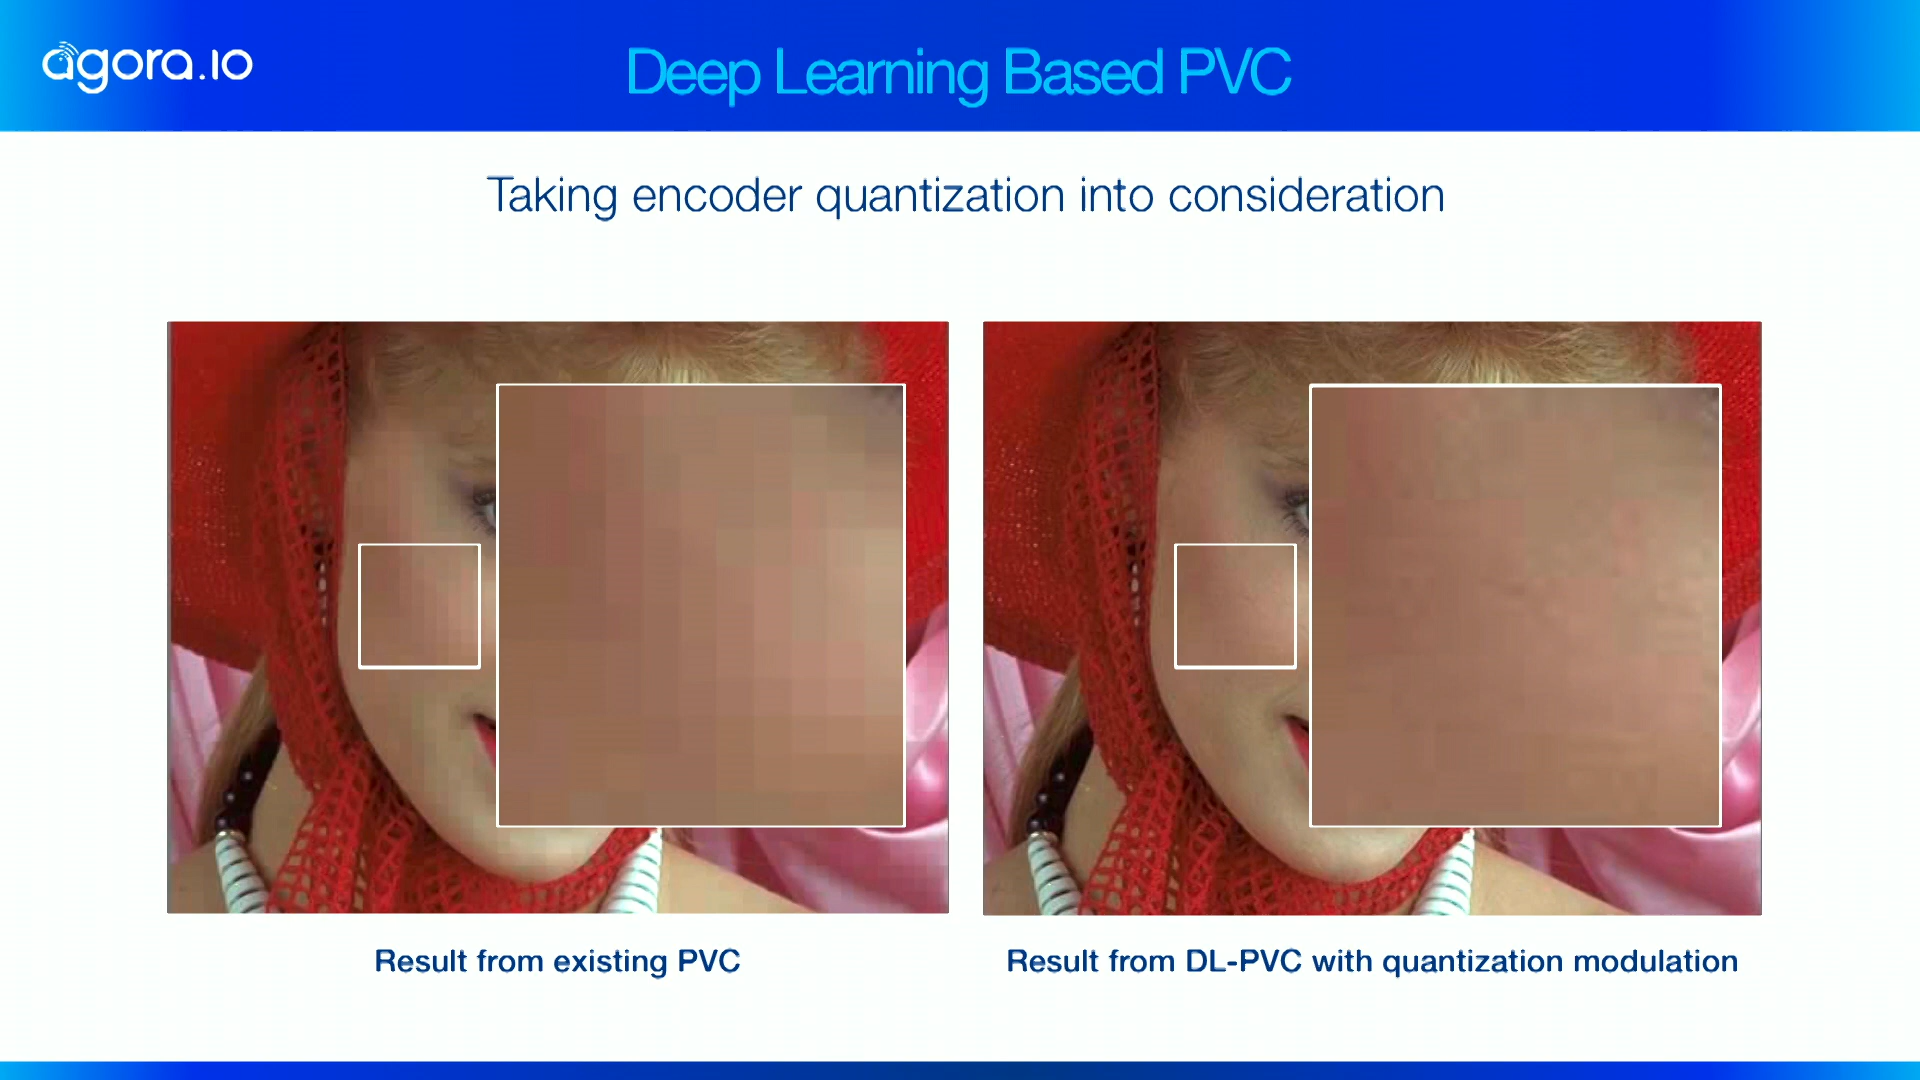 agora.io
Deep Learning Based PVC
Taking encoder quantization into consideration
Result from existing PVC
Result from DL-PVC with quantization modulation